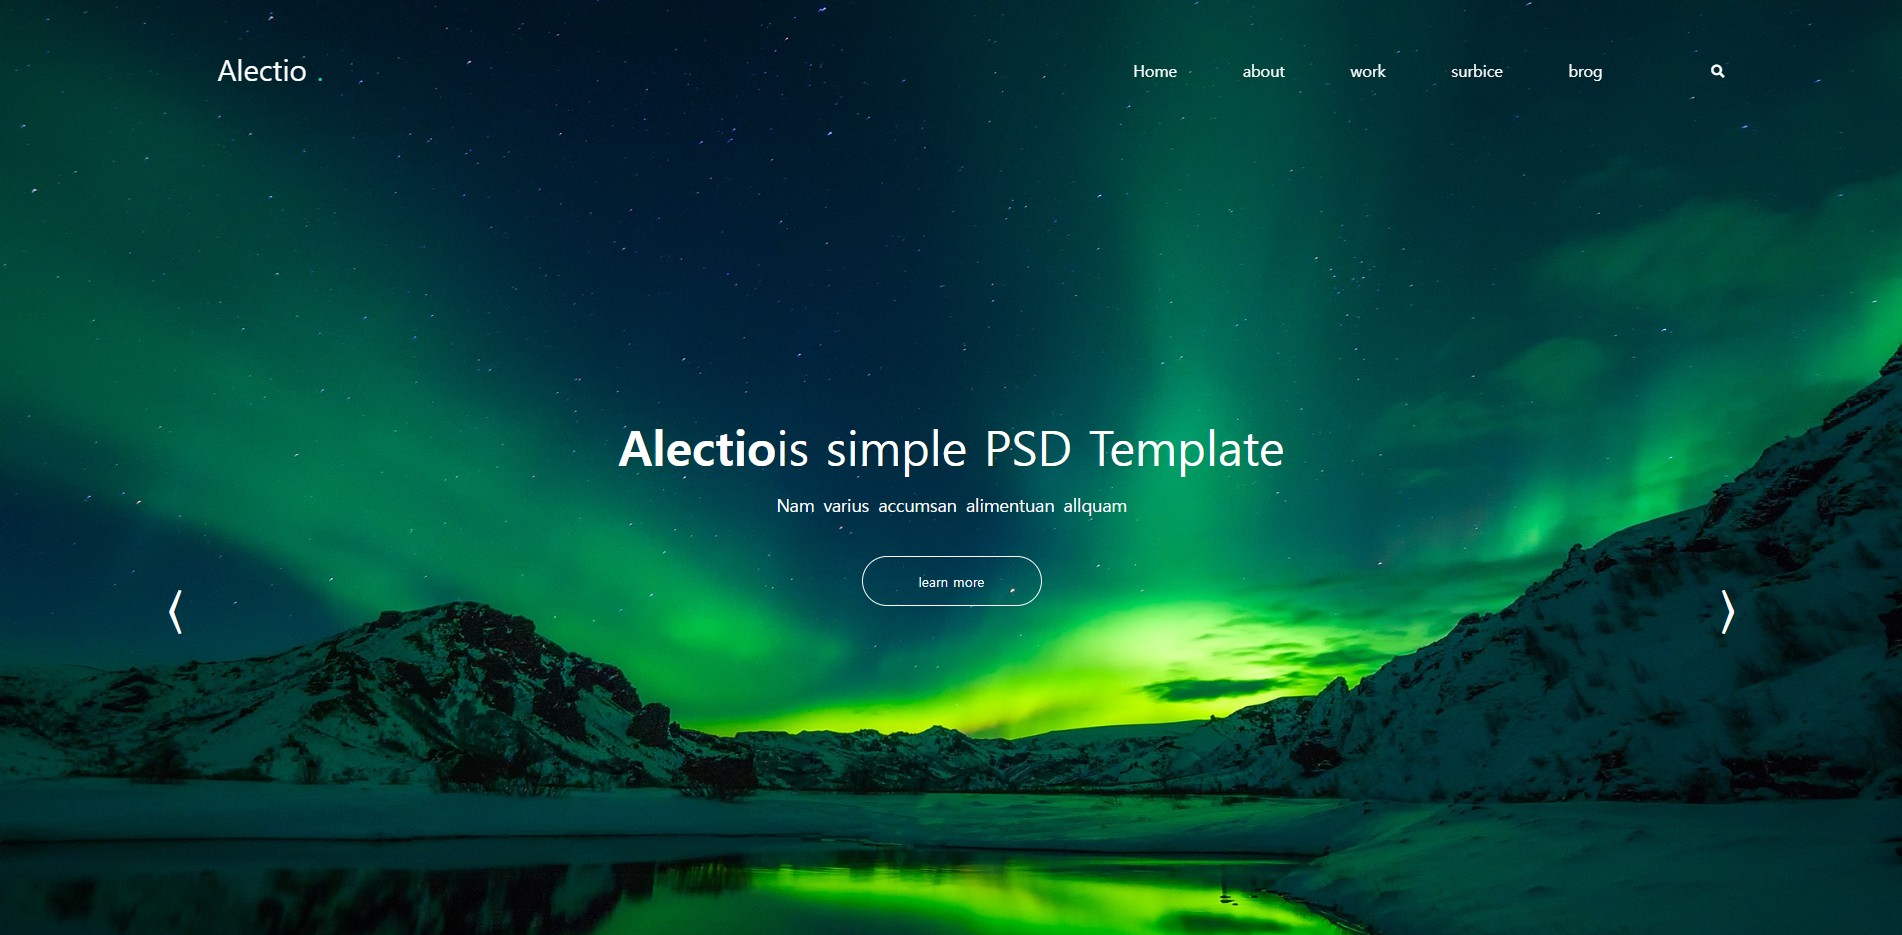 Alectio .
Home about work surbice brog
Alectiois simple PSD Template
Nam varius accumsan alimentuan allquam
learn more